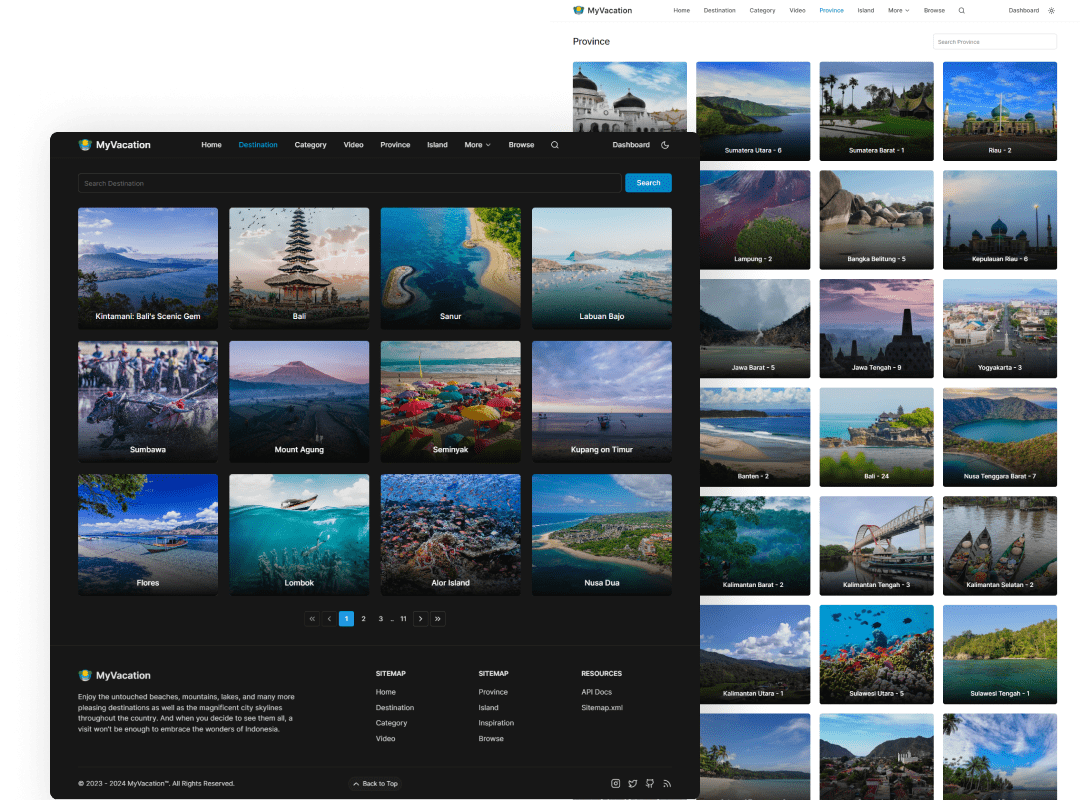 MyVacation
Home Destination Category Video Province Island More Browse Dashboard
Province
Search Province
Sumatera Utara - 6
Sumatera Barat - 1
Riau - 2
Lampung - 2
Bangka Belitung - 5
Kepulauan Riau - 6
Jawa Barat - 5
Jawa Tengah - 9
Yogyakarta - 3
Banten - 2
Bali - 24
Nusa Tenggara Barat - 7
Kalimantan Barat - 2
Kalimantan Tengah - 3
Kalimantan Selatan - 2
Kalimantan Utara - 1
Sulawesi Utara - 5
Sulawesi Tengah - 1
MyVacation
Home Destination Category Video Province Island More Browse Dashboard
Search Destination
Search
Kintamani: Bali's Scenic Gem
Bali
Sanur
Labuan Bajo
Sumbawa
Mount Agung
Seminyak
Kupang on Timur
Flores
Lombok
Alor Island
Nusa Dua
« ‹ 1 2 3 ... 11 › »
MyVacation
Enjoy the untouched beaches, mountains, lakes, and many more
pleasing destinations as well as the magnificent city skylines
throughout the country. And when you decide to see them all, a
visit won't be enough to embrace the wonders of Indonesia.
SITEMAP
Home
Destination
Category
Video
SITEMAP
Province
Island
Inspiration
Browse
RESOURCES
API Docs
Sitemap.xml
© 2023 - 2024 MyVacation™. All Rights Reserved.
Back to Top